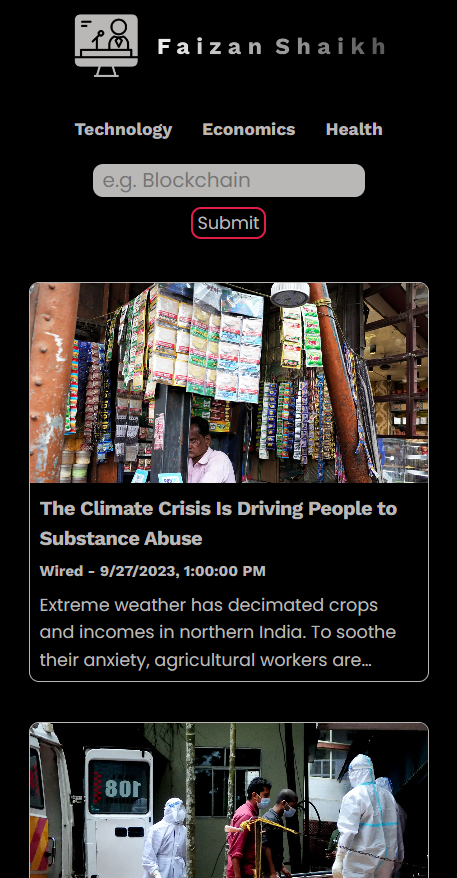 Faizan Shaikh
Technology Economics Health
e.g. Blockchain
Submit
The Climate Crisis Is Driving People to
Substance Abuse
Wired - 9/27/2023, 1:00:00 PM
Extreme weather has decimated crops
and incomes in northern India. To soothe
their anxiety, agricultural workers are...
108